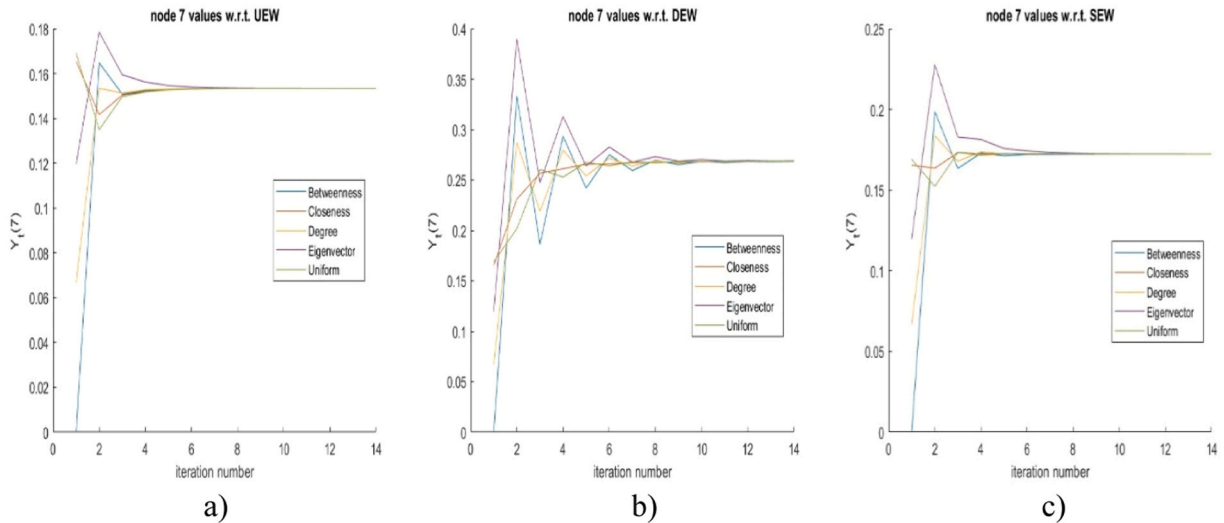 node 7 values w.r.t. UEW
0.18
0.16
0.14
0.12
0.1
0.08
0.06
0.04
0.02
0
Y_t(7)
Betweenness
Closeness
Degree
Eigenvector
Uniform
0 2 4 6 8 10 12 14
iteration number
a)
node 7 values w.r.t. DEW
0.4
0.35
0.3
0.25
0.2
0.15
0.1
0.05
0
Y_t(7)
Betweenness
Closeness
Degree
Eigenvector
Uniform
0 2 4 6 8 10 12 14
iteration number
b)
node 7 values w.r.t. SEW
0.25
0.2
0.15
0.1
0.05
0
Y_t(7)
Betweenness
Closeness
Degree
Eigenvector
Uniform
0 2 4 6 8 10 12 14
iteration number
c)